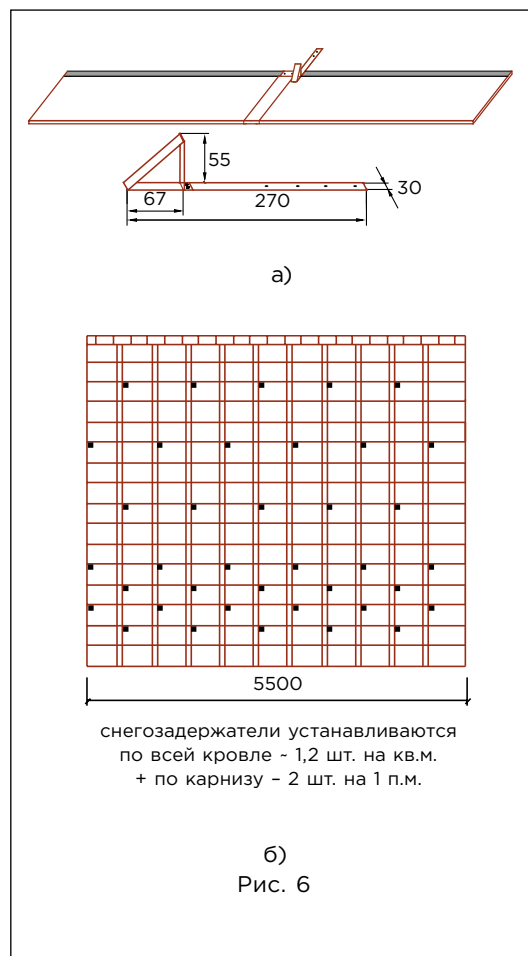 55
30
67
270
а)
5500
снегозадержатели устанавливаются
по всей кровле ~ 1,2 шт. на кв.м.
+ по карнизу – 2 шт. на 1 п.м.
б)
Рис. 6